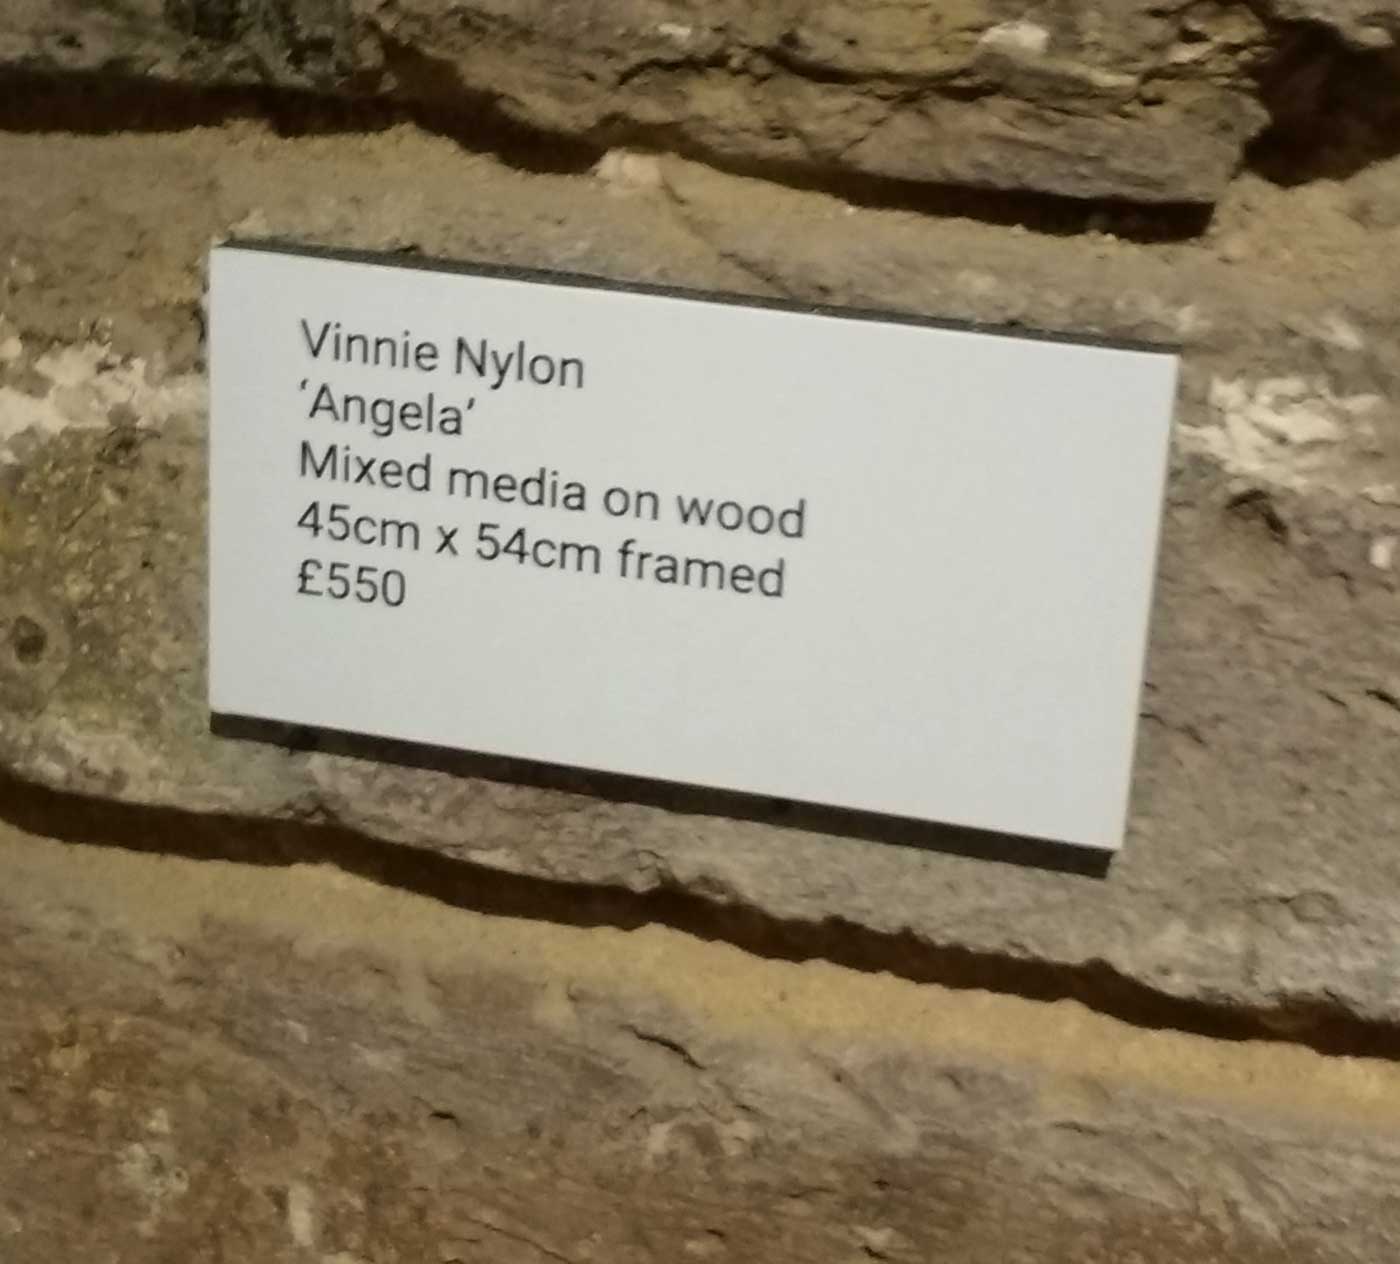 Vinnie Nylon
‘Angela’
Mixed media on wood
45cm x 54cm framed
£550